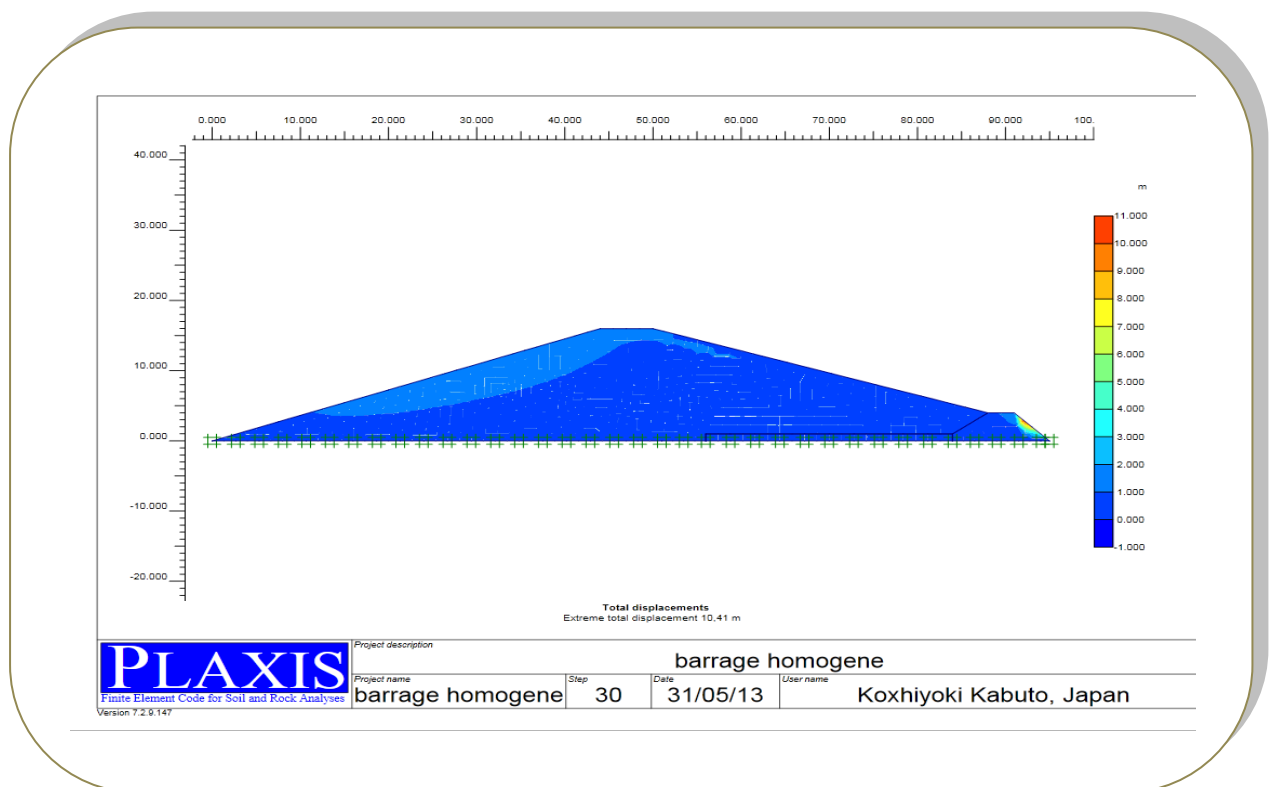 0.000 10.000 20.000 30.000 40.000 50.000 60.000 70.000 80.000 90.000 100.
40.000
30.000
20.000
10.000
0.000
-10.000
-20.000
m
11.000
10.000
9.000
8.000
7.000
6.000
5.000
4.000
3.000
2.000
1.000
0.000
-1.000
Total displacements
Extreme total displacement 10,41 m
PLAXIS
Finite Element Code for Soil and Rock Analyses
Version 7.2.9.147
Project description
barrage homogene
Project name
barrage homogene
Step
30
Date
31/05/13
User name
Koxhiyoki Kabuto, Japan